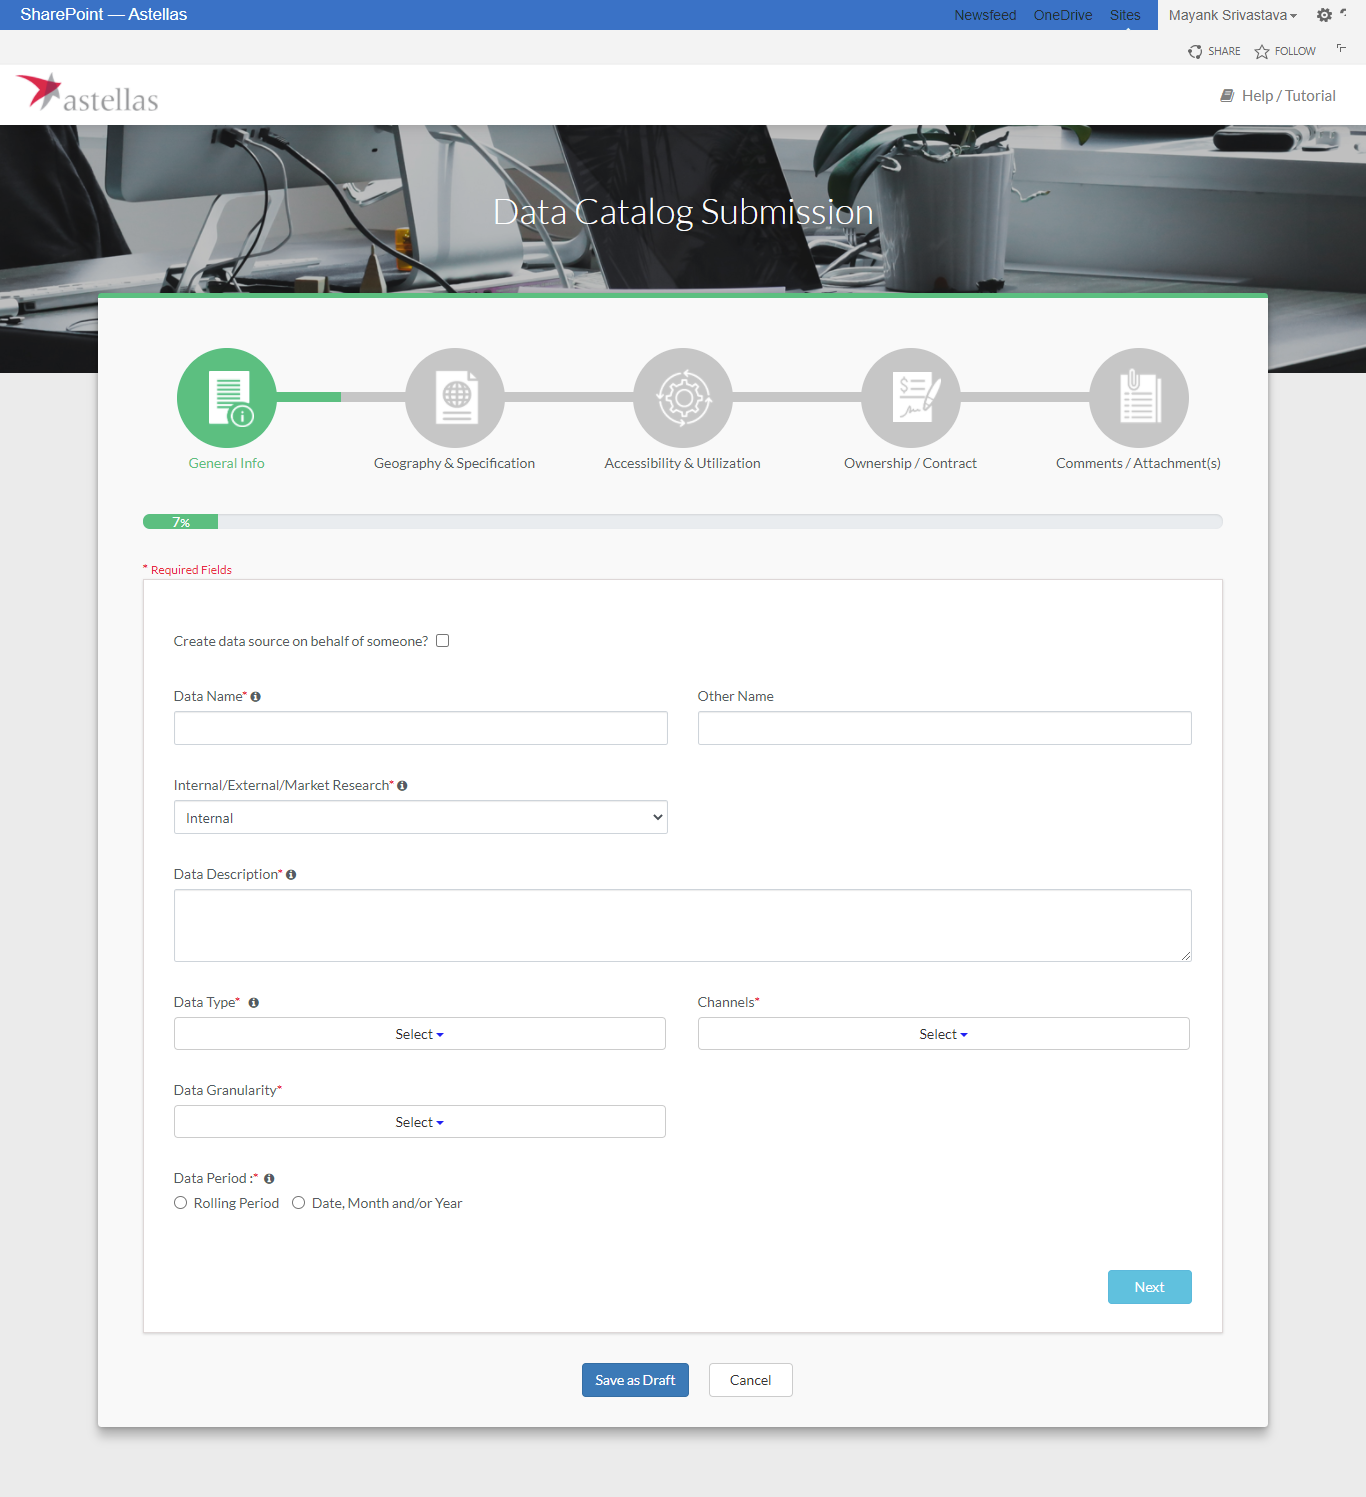 SharePoint — Astellas
Newsfeed OneDrive Sites Mayank Srivastava
SHARE FOLLOW
astellas
Help / Tutorial
Data Catalog Submission
General Info
Geography & Specification
Accessibility & Utilization
Ownership / Contract
Comments / Attachment(s)
7%
* Required Fields
Create data source on behalf of someone?
Data Name*
Other Name
Internal/External/Market Research*
Internal
Data Description*
Data Type*
Channels*
Select
Select
Data Granularity*
Select
Data Period :*
Rolling Period Date, Month and/or Year
Next
Save as Draft Cancel